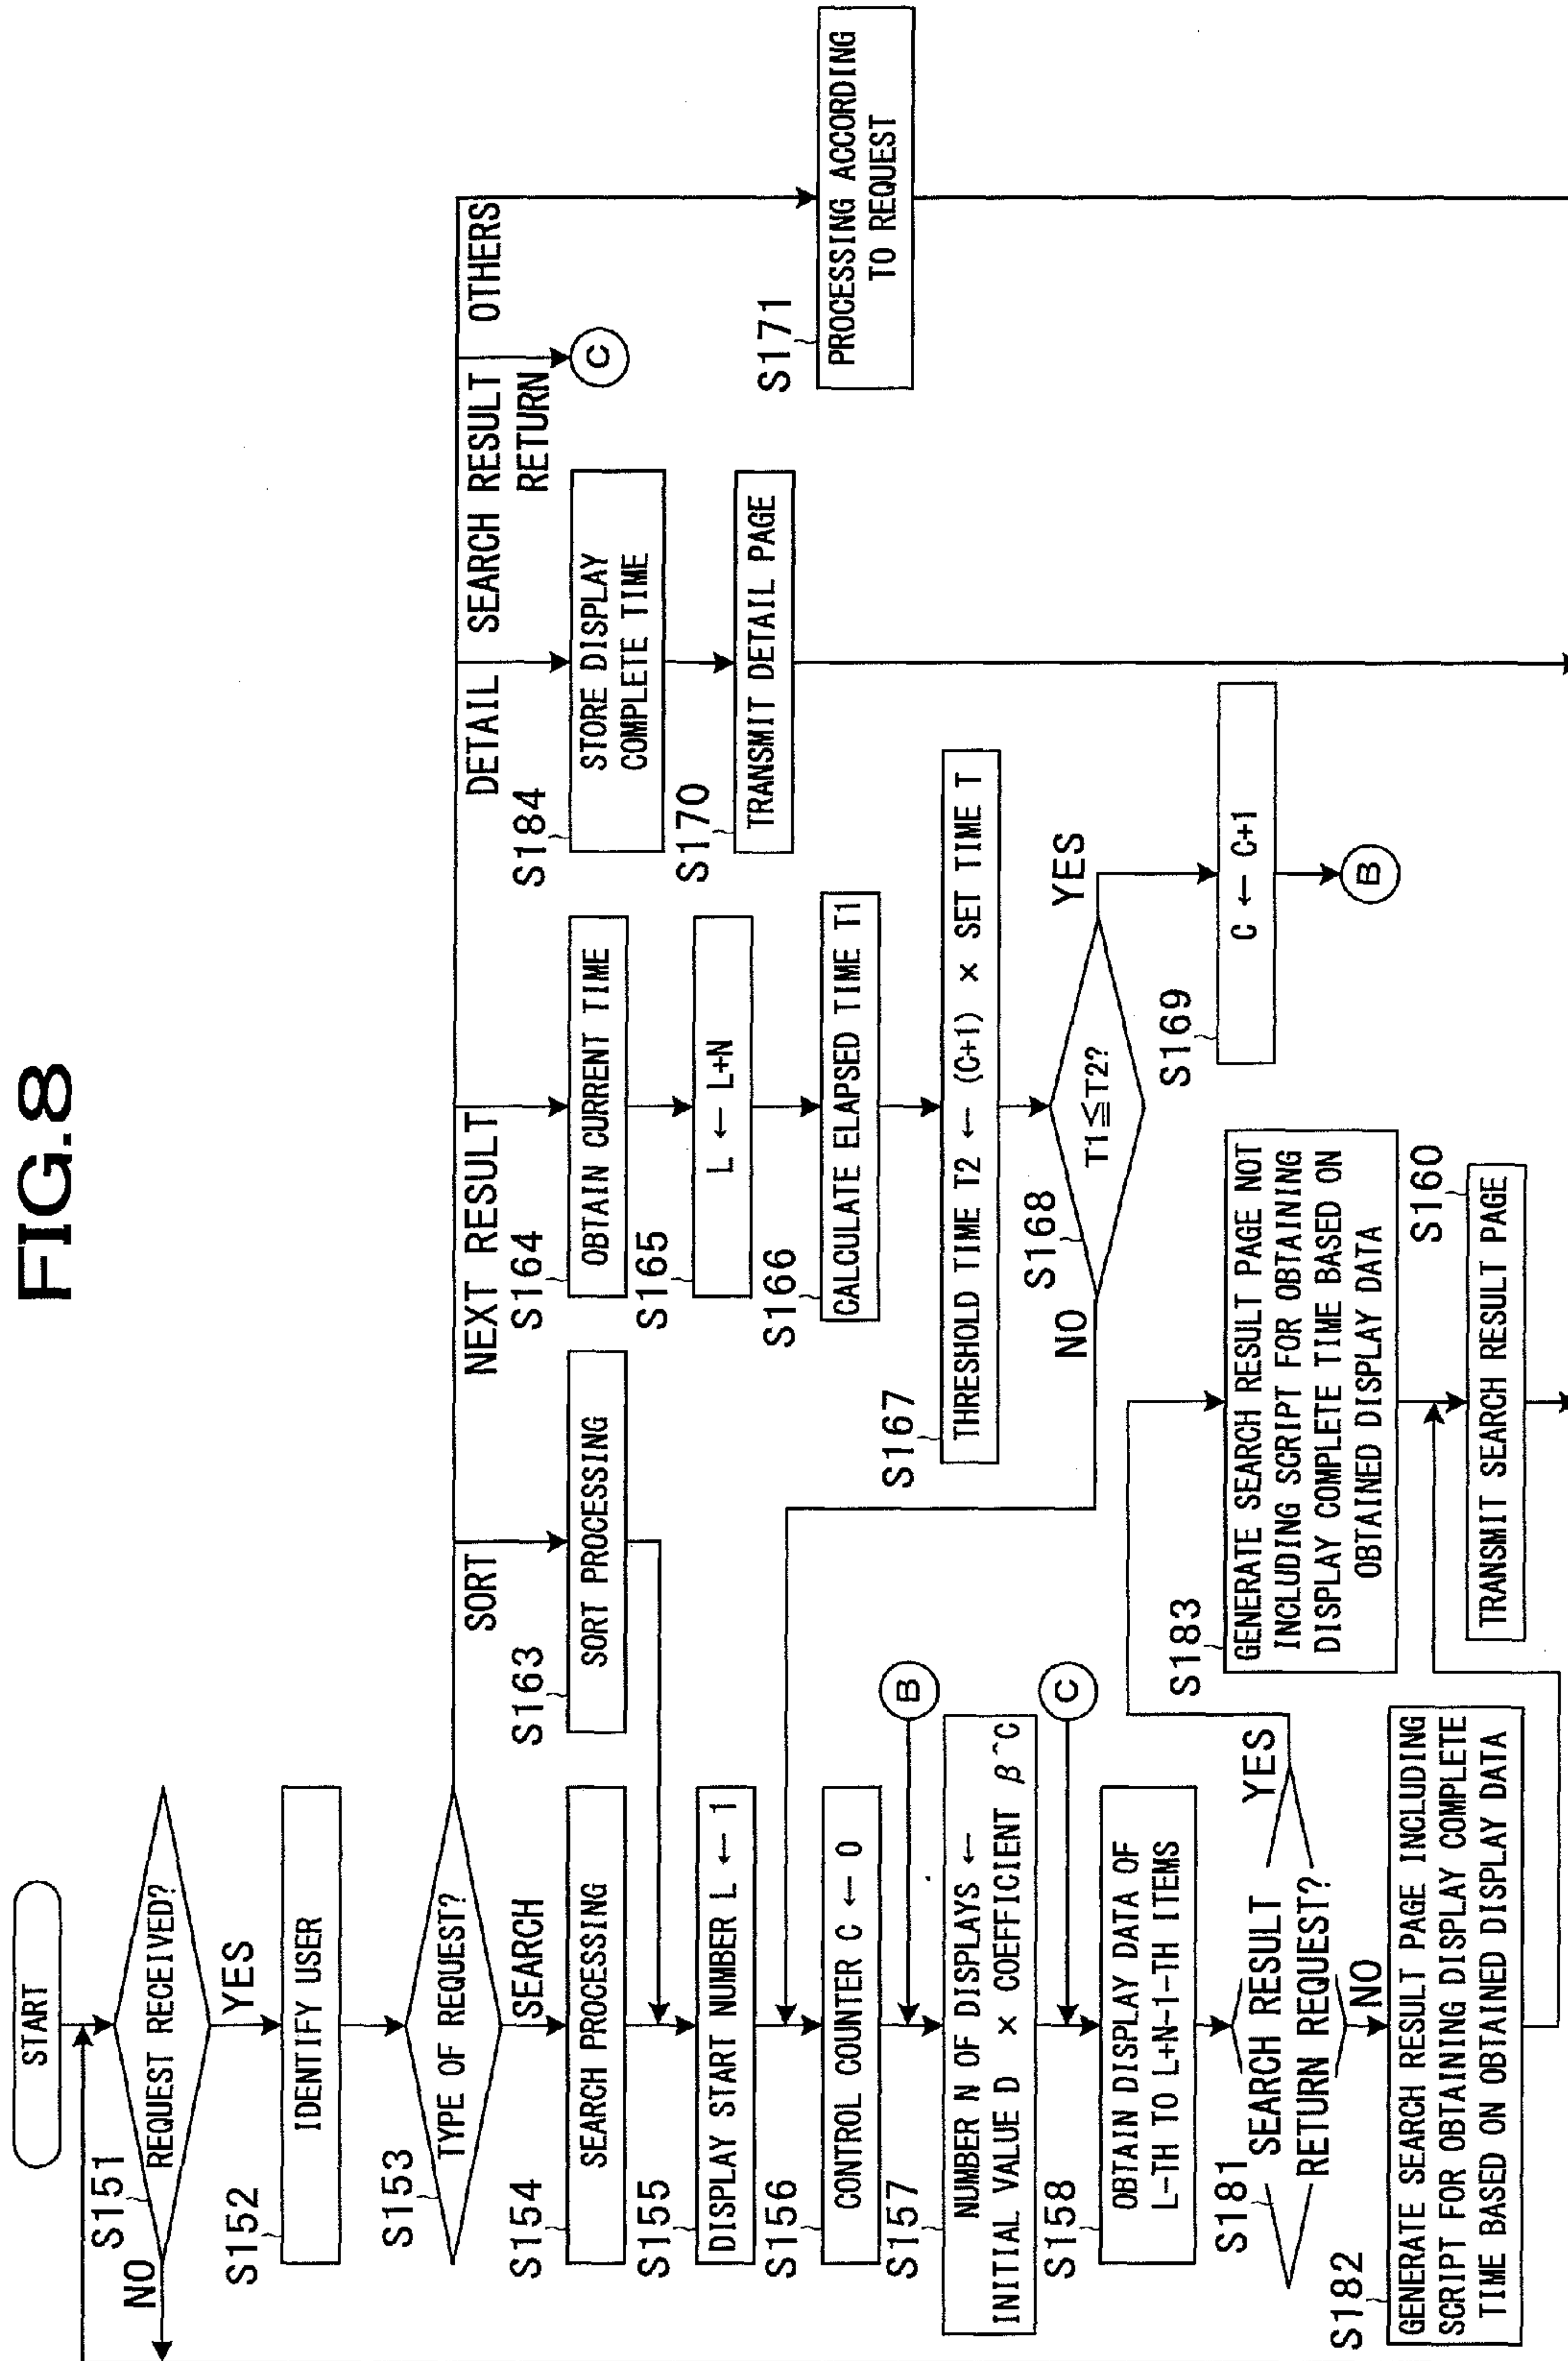 FIG.8
START
S151
REQUEST RECEIVED?
NO
YES
S152
IDENTIFY USER
S153
TYPE OF REQUEST?
SEARCH
SORT
NEXT RESULT
DETAIL
SEARCH RESULT
RETURN
OTHERS
S154
SEARCH PROCESSING
S155
DISPLAY START NUMBER L ← 1
S156
CONTROL COUNTER C ← 0
B
S157
NUMBER N OF DISPLAYS ←
INITIAL VALUE D × COEFFICIENT β^C
C
S158
OBTAIN DISPLAY DATA OF
L-TH TO L+N-1-TH ITEMS
S181
SEARCH RESULT
RETURN REQUEST?
YES
NO
S182
GENERATE SEARCH RESULT PAGE INCLUDING
SCRIPT FOR OBTAINING DISPLAY COMPLETE
TIME BASED ON OBTAINED DISPLAY DATA
S163
SORT PROCESSING
S164
OBTAIN CURRENT TIME
S165
L ← L+N
S166
CALCULATE ELAPSED TIME T1
S167
THRESHOLD TIME T2 ← (C+1) × SET TIME T
S168
T1≦T2?
NO
YES
S169
C ← C+1
B
S183
GENERATE SEARCH RESULT PAGE NOT
INCLUDING SCRIPT FOR OBTAINING
DISPLAY COMPLETE TIME BASED ON
OBTAINED DISPLAY DATA
S160
TRANSMIT SEARCH RESULT PAGE
S184
STORE DISPLAY
COMPLETE TIME
S170
TRANSMIT DETAIL PAGE
C
S171
PROCESSING ACCORDING
TO REQUEST